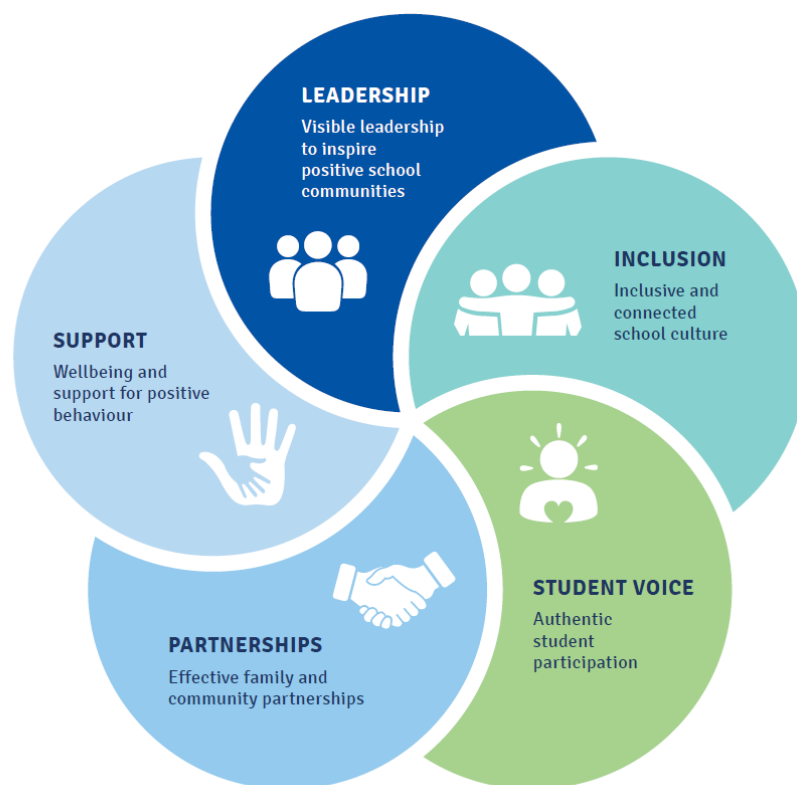 LEADERSHIP
Visible leadership
to inspire
positive school
communities
INCLUSION
Inclusive and
connected
school culture
STUDENT VOICE
Authentic
student
participation
PARTNERSHIPS
Effective family and
community partnerships
SUPPORT
Wellbeing and
support for positive
behaviour